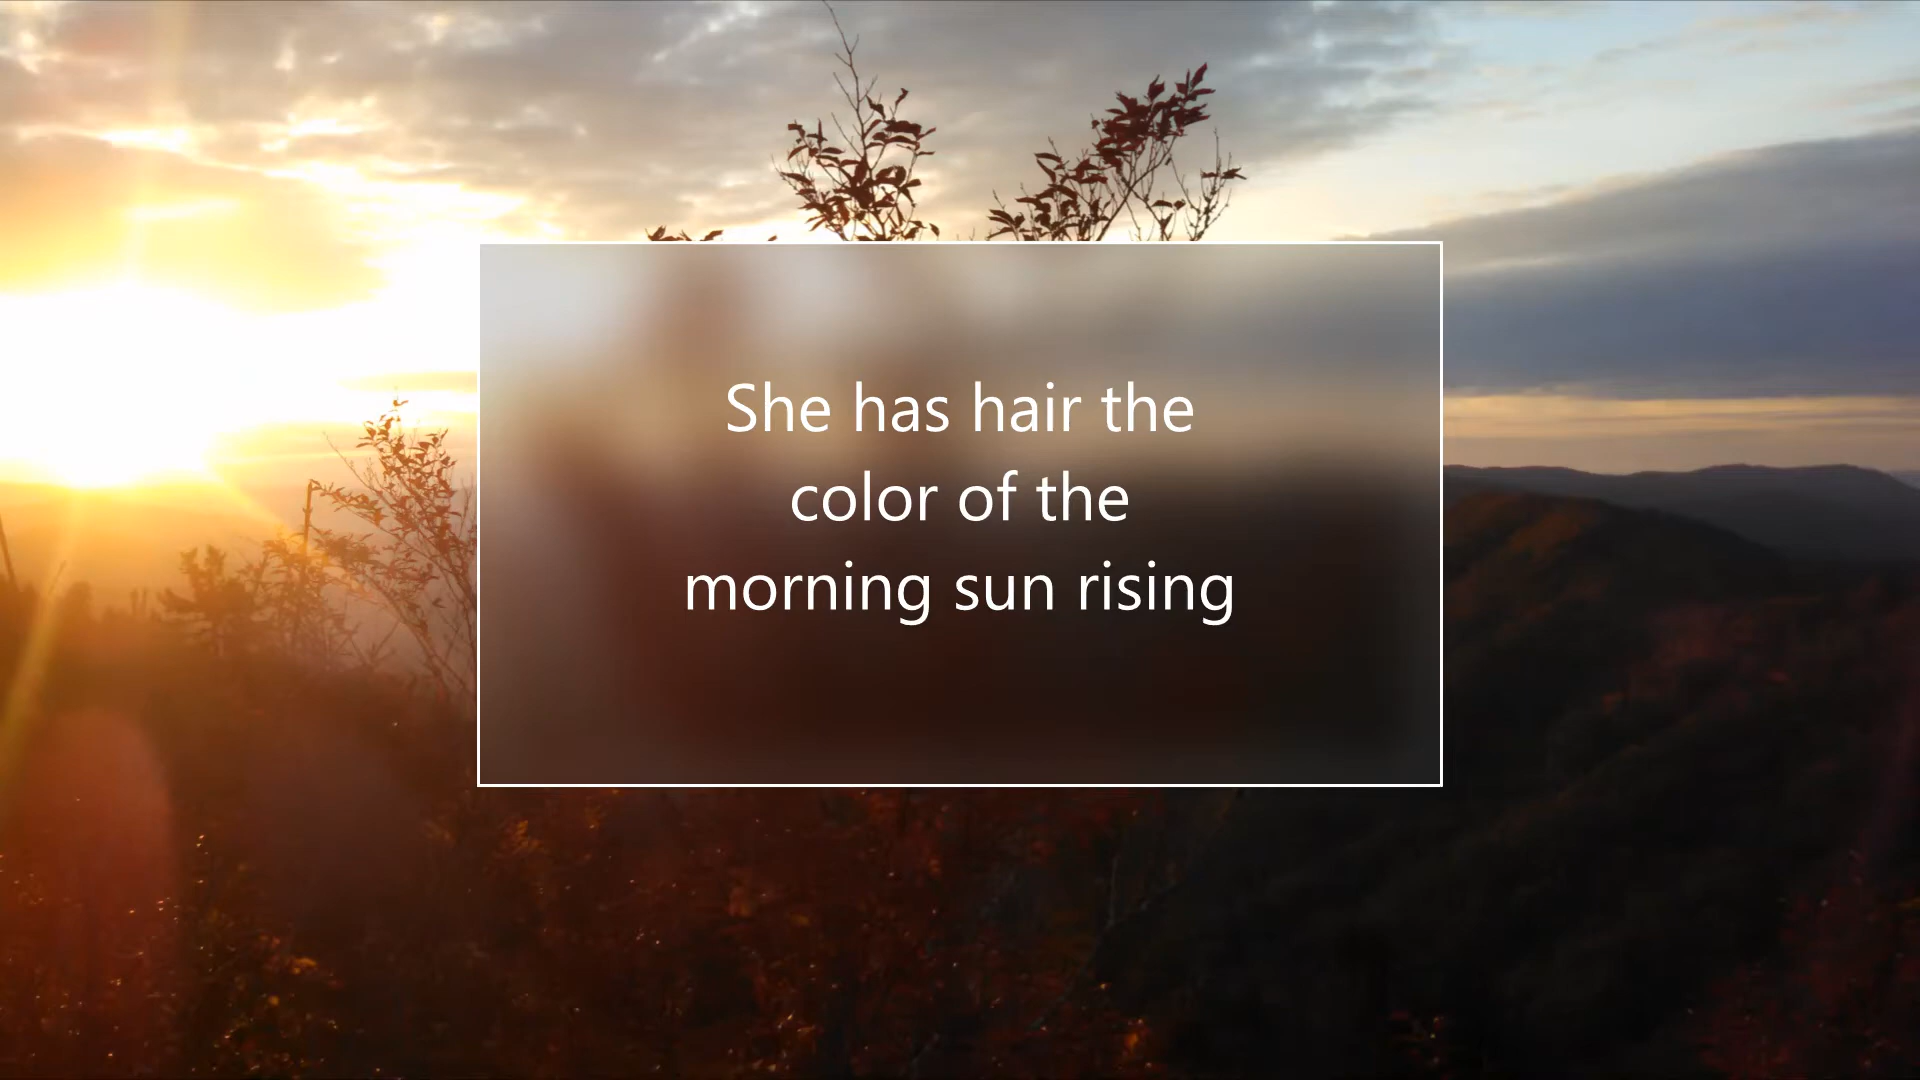 She has hair the
color of the
morning sun rising